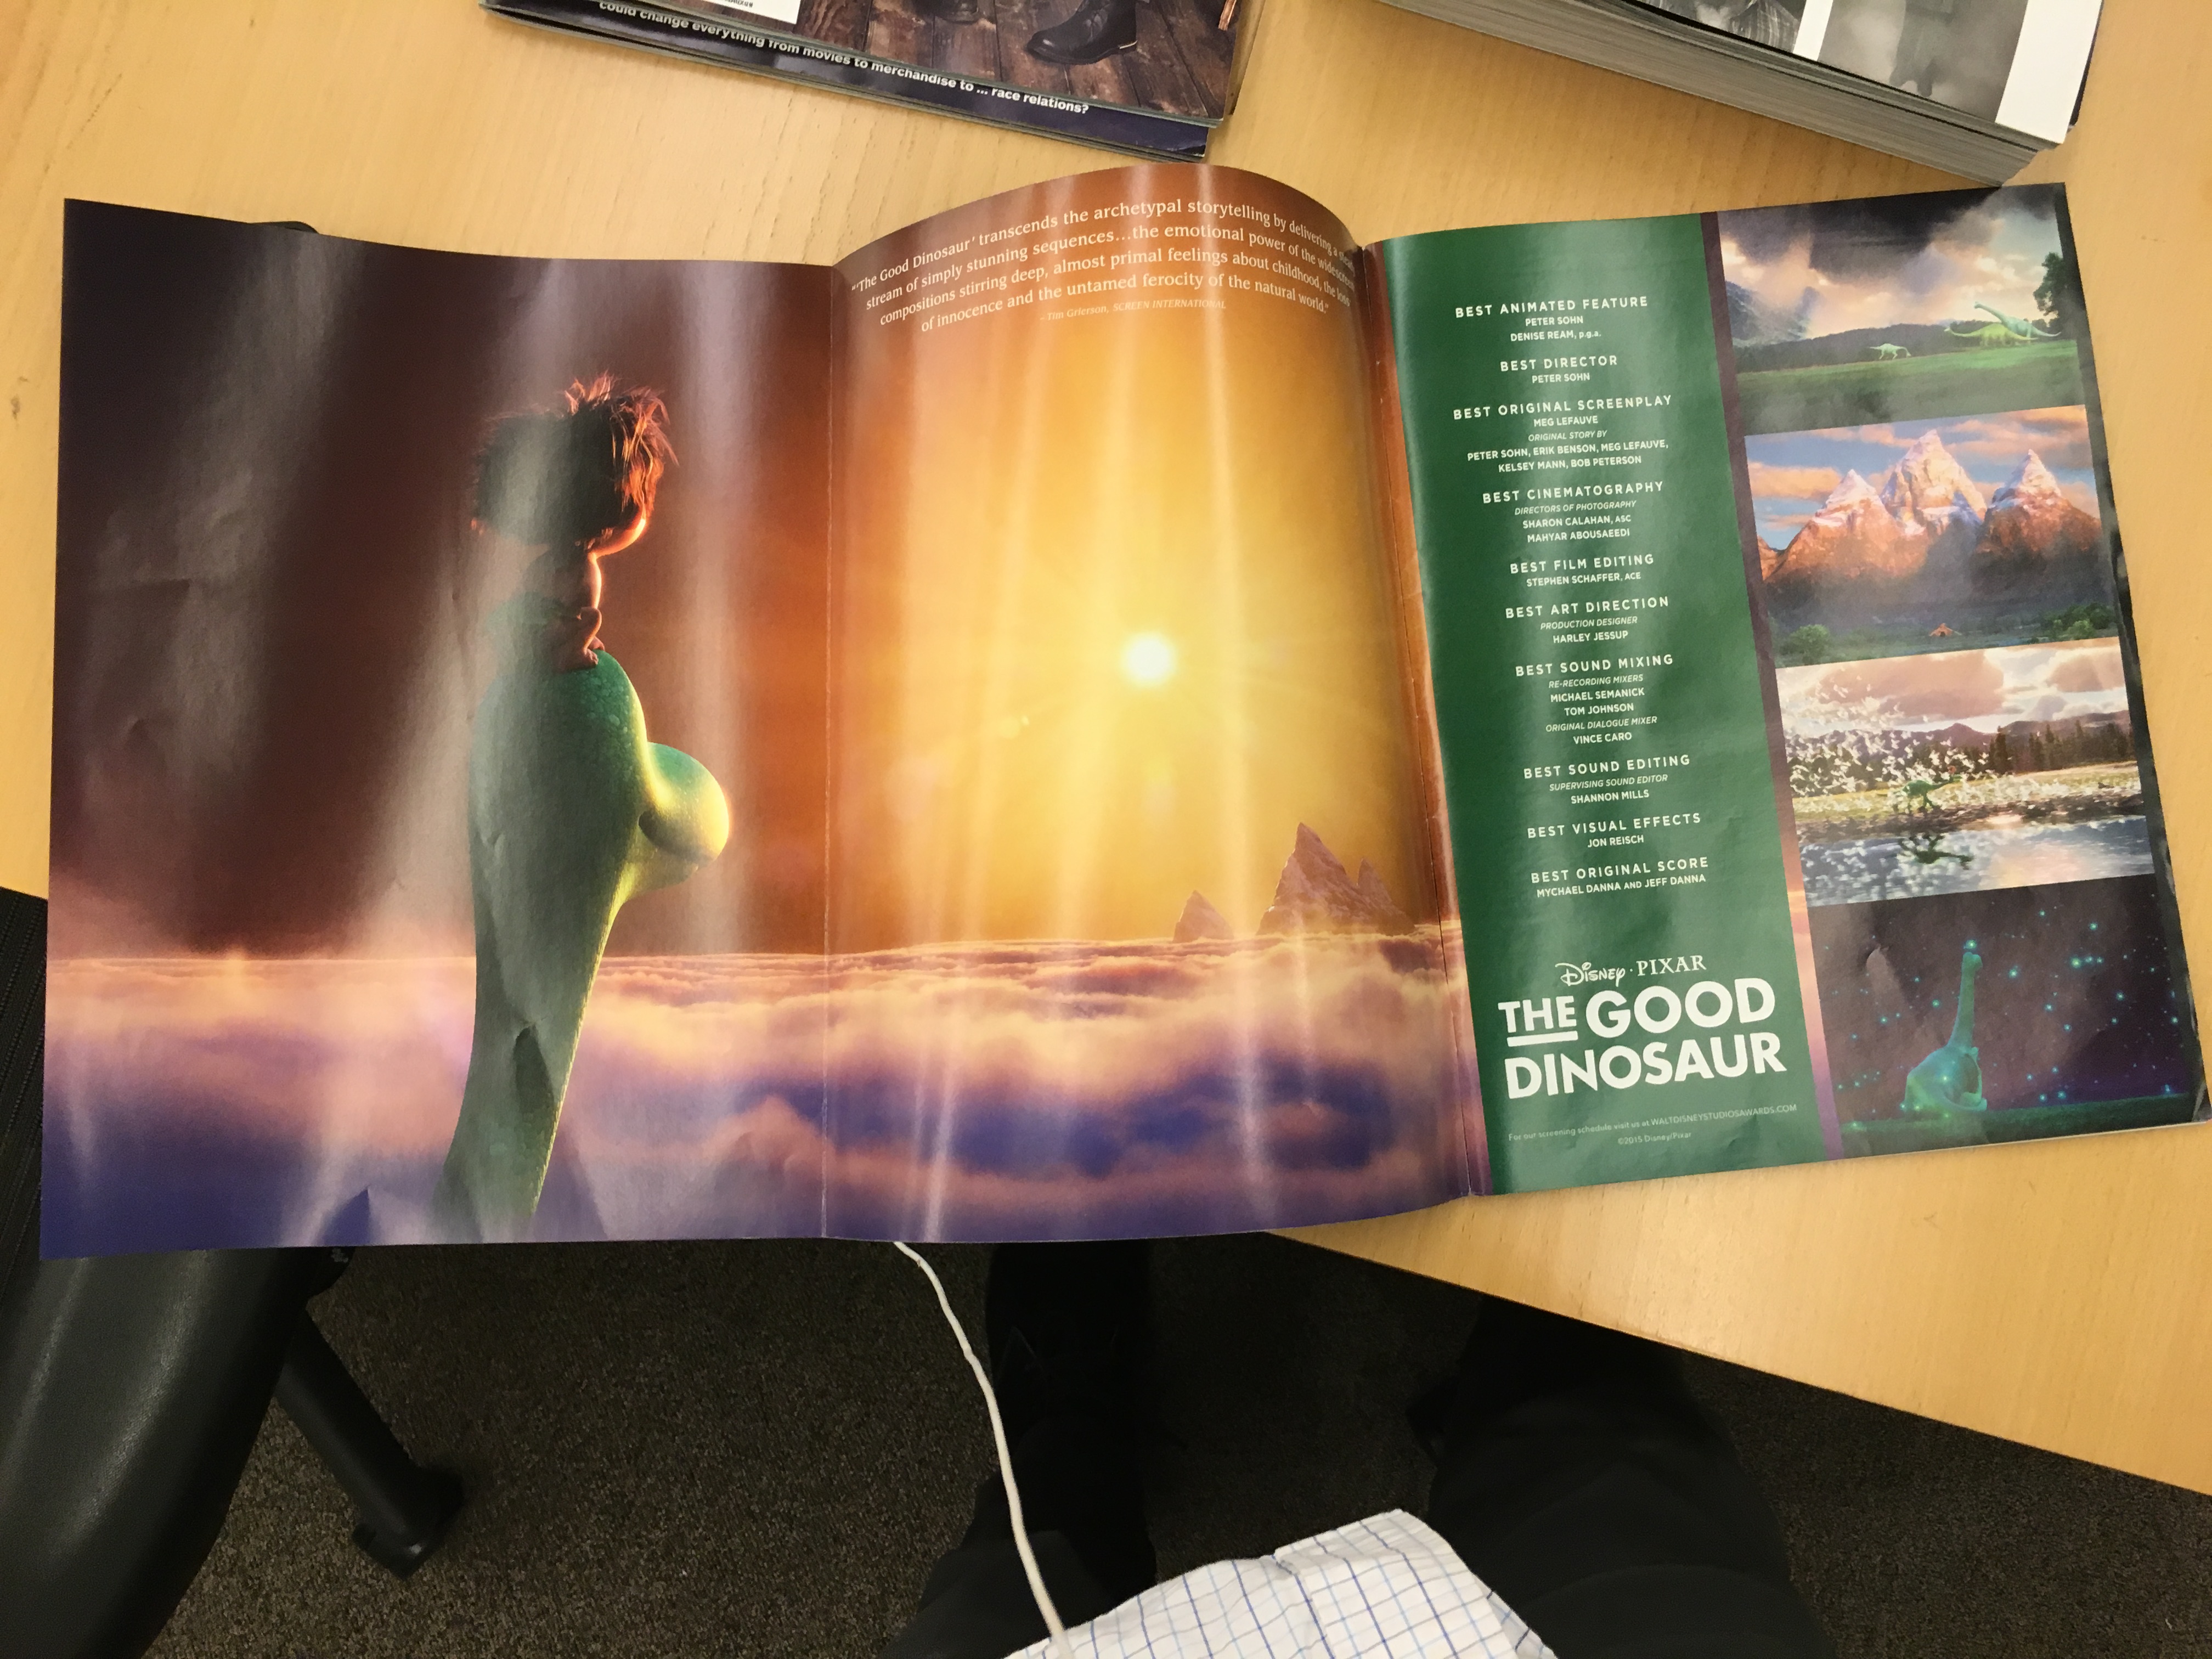 "'The Good Dinosaur' transcends the archetypal storytelling by delivering a
stream of simply stunning sequences...the emotional power of the
compositions stirring deep, almost primal feelings about childhood, the
of innocence and the untamed ferocity of the natural world."
– Tim Grierson, SCREEN INTERNATIONAL
BEST ANIMATED FEATURE
PETER SOHN
DENISE REAM, p.g.a.
BEST DIRECTOR
PETER SOHN
BEST ORIGINAL SCREENPLAY
MEG LEFAUVE
ORIGINAL STORY BY
PETER SOHN, ERIK BENSON, MEG LEFAUVE,
KELSEY MANN, BOB PETERSON
BEST CINEMATOGRAPHY
DIRECTORS OF PHOTOGRAPHY
SHARON CALAHAN, ASC
MAHYAR ABOUSAEEDI
BEST FILM EDITING
STEPHEN SCHAFFER, ACE
BEST ART DIRECTION
PRODUCTION DESIGNER
HARLEY JESSUP
BEST SOUND MIXING
RE-RECORDING MIXERS
MICHAEL SEMANICK
TOM JOHNSON
ORIGINAL DIALOGUE MIXER
VINCE CARO
BEST SOUND EDITING
SUPERVISING SOUND EDITOR
SHANNON MILLS
BEST VISUAL EFFECTS
JON REISCH
BEST ORIGINAL SCORE
MYCHAEL DANNA AND JEFF DANNA
DISNEY · PIXAR
THE GOOD
DINOSAUR
For our screening schedule visit us at WALTDISNEYSTUDIOSAWARDS.COM
©2015 Disney/Pixar
could change everything from movies to merchandise to ... race relations?